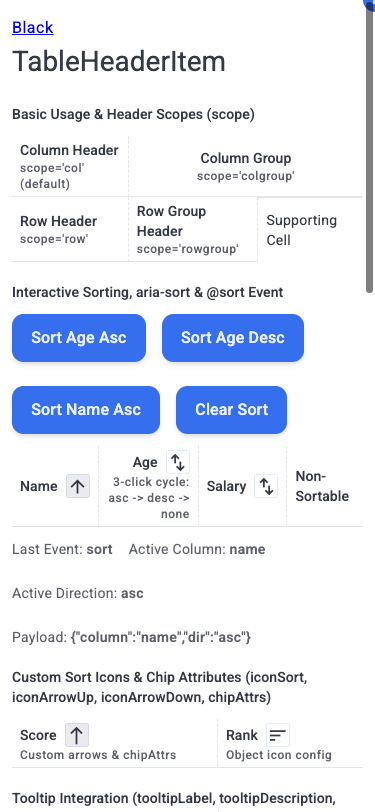 Black
TableHeaderItem
Basic Usage & Header Scopes (scope)
Column Header
scope='col'
(default)
Column Group
scope='colgroup'
Row Header
scope='row'
Row Group
Header
scope='rowgroup'
Supporting
Cell
Interactive Sorting, aria-sort & @sort Event
Sort Age Asc
Sort Age Desc
Sort Name Asc
Clear Sort
Name
Age
3-click cycle:
asc -> desc ->
none
Salary
Non-
Sortable
Last Event: sort Active Column: name
Active Direction: asc
Payload: {"column":"name","dir":"asc"}
Custom Sort Icons & Chip Attributes (iconSort,
iconArrowUp, iconArrowDown, chipAttrs)
Score
Custom arrows & chipAttrs
Rank
Object icon config
Tooltip Integration (tooltipLabel, tooltipDescription,